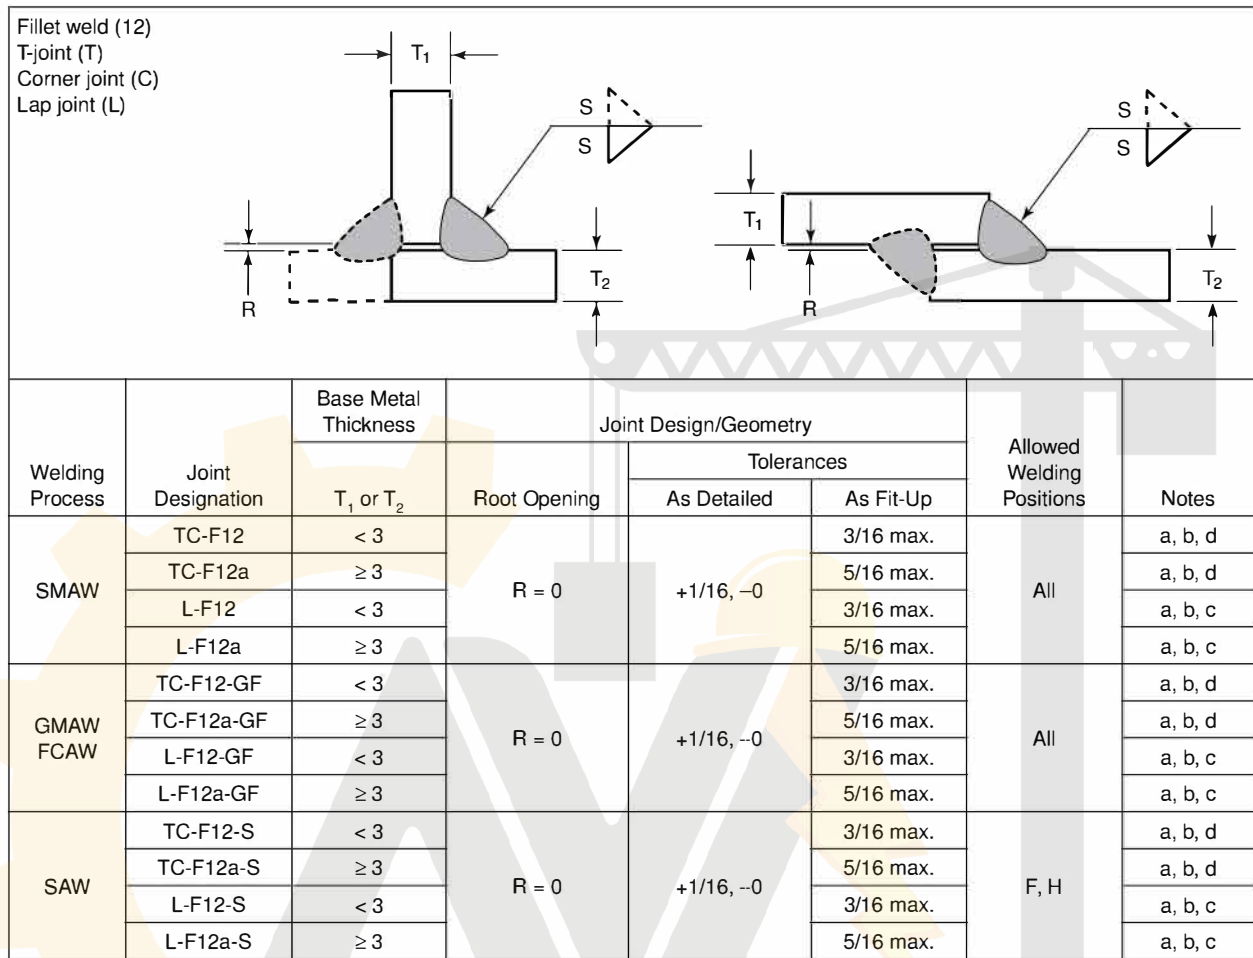 Fillet weld (12)
T-joint (T)
Corner joint (C)
Lap joint (L)
T1
S
S
R
T2
T1
S
S
R
T2
Welding Process
Joint Designation
Base Metal Thickness
T1 or T2
Joint Design/Geometry
Root Opening
Tolerances
As Detailed
As Fit-Up
Allowed Welding Positions
Notes
SMAW
TC-F12 < 3 R = 0 +1/16, –0 3/16 max. All a, b, d
TC-F12a ≥ 3 5/16 max. a, b, d
L-F12 < 3 3/16 max. a, b, c
L-F12a ≥ 3 5/16 max. a, b, c
GMAW
FCAW
TC-F12-GF < 3 R = 0 +1/16, --0 3/16 max. All a, b, d
TC-F12a-GF ≥ 3 5/16 max. a, b, d
L-F12-GF < 3 3/16 max. a, b, c
L-F12a-GF ≥ 3 5/16 max. a, b, c
SAW
TC-F12-S < 3 R = 0 +1/16, --0 3/16 max. F, H a, b, d
TC-F12a-S ≥ 3 5/16 max. a, b, d
L-F12-S < 3 3/16 max. a, b, c
L-F12a-S ≥ 3 5/16 max. a, b, c